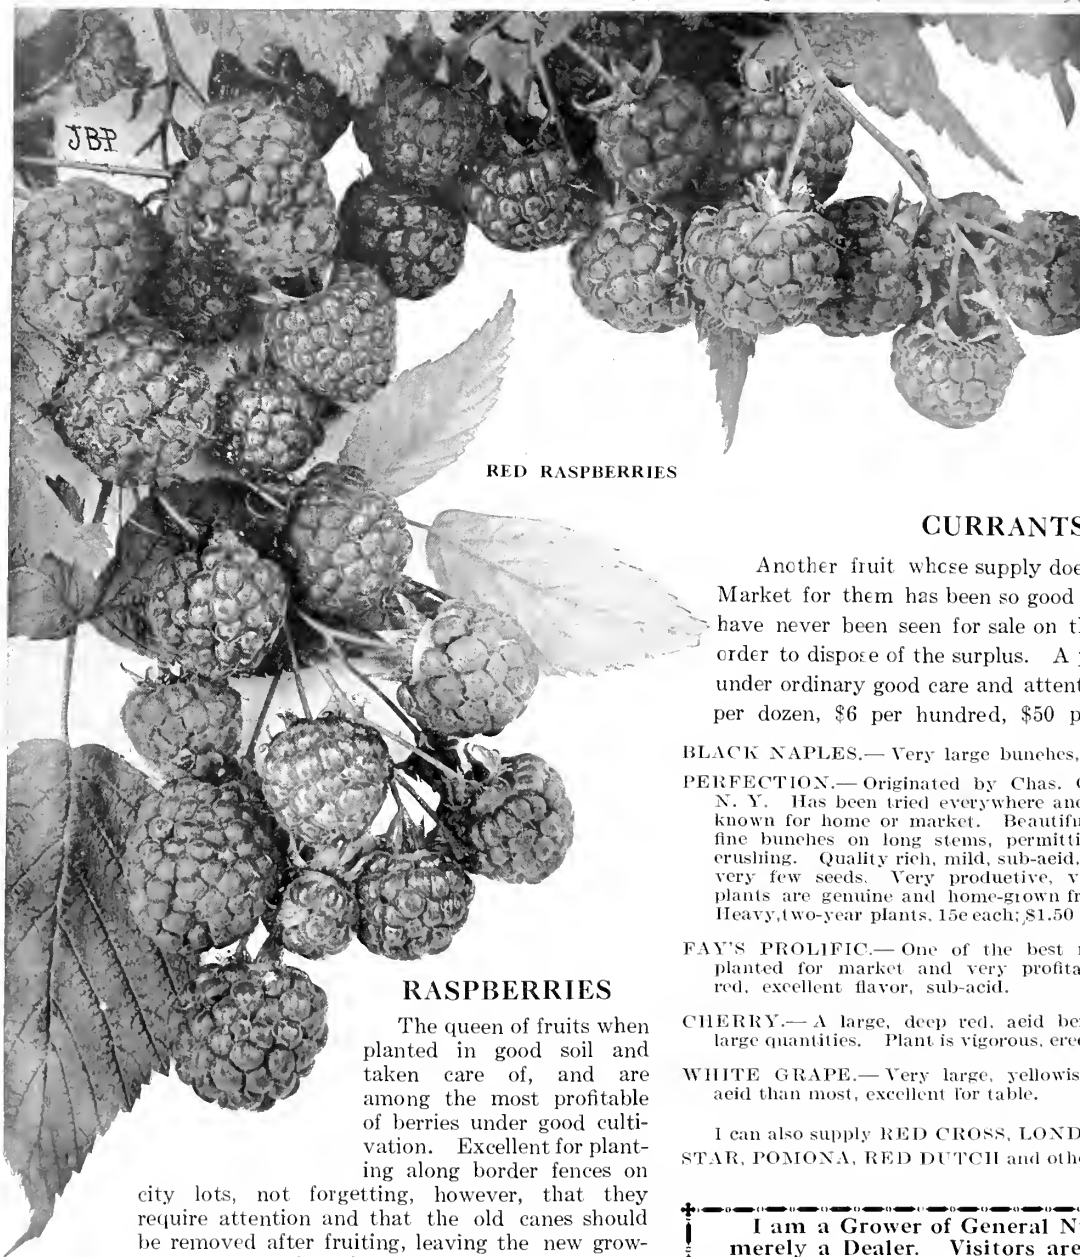 JBP
RED RASPBERRIES
RASPBERRIES
The queen of fruits when
planted in good soil and
taken care of, and are
among the most profitable
of berries under good culti-
vation. Excellent for plant-
ing along border fences on
city lots, not forgetting, however, that they
require attention and that the old canes should
be removed after fruiting, leaving the new grow-
CURRANTS
Another fruit whose supply doe
Market for them has been so good
have never been seen for sale on t
order to dispose of the surplus. A
under ordinary good care and attent
per dozen, $6 per hundred, $50 p
BLACK NAPLES.— Very large bunches,
PERFECTION.— Originated by Chas.
N. Y. Has been tried everywhere and
known for home or market. Beautifu
fine bunches on long stems, permitti
crushing. Quality rich, mild, sub-acid,
very few seeds. Very productive, v
plants are genuine and home-grown fr
Heavy, two-year plants, 15c each; $1.50
FAY'S PROLIFIC.— One of the best
planted for market and very profita
red, excellent flavor, sub-acid.
CHERRY.— A large, deep red, acid be
large quantities. Plant is vigorous, erec
WHITE GRAPE.— Very large, yellowis
acid than most, excellent for table.
I can also supply RED CROSS, LOND
STAR, POMONA, RED DUTCH and oth
I am a Grower of General N
merely a Dealer. Visitors are